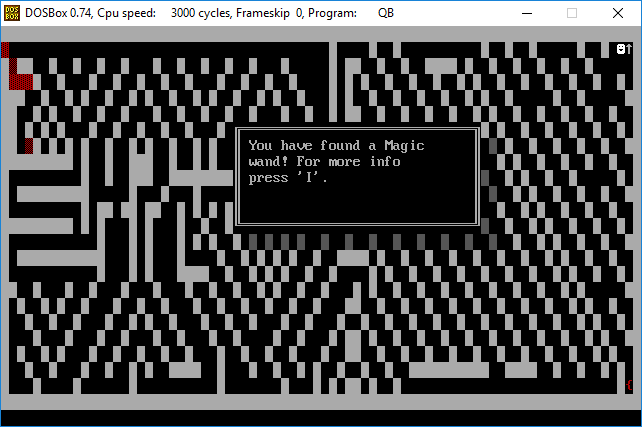 DOSBox 0.74, Cpu speed: 3000 cycles, Frameskip 0, Program: QB
You have found a Magic
wand! For more info
press 'I'.